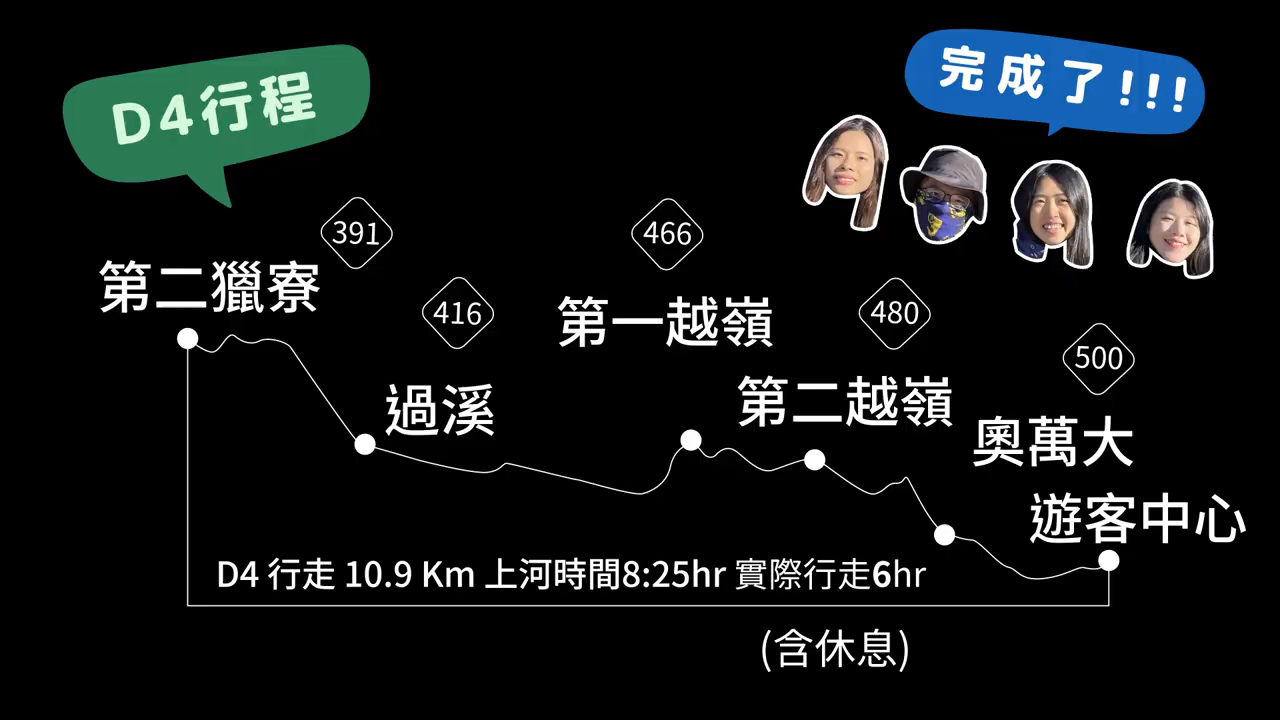 D4行程
完成了!!!
391
466
第二獵寮
416
第一越嶺
480
500
過溪
第二越嶺
奧萬大
遊客中心
D4 行走 10.9 Km 上河時間8:25hr 實際行走6hr
(含休息)